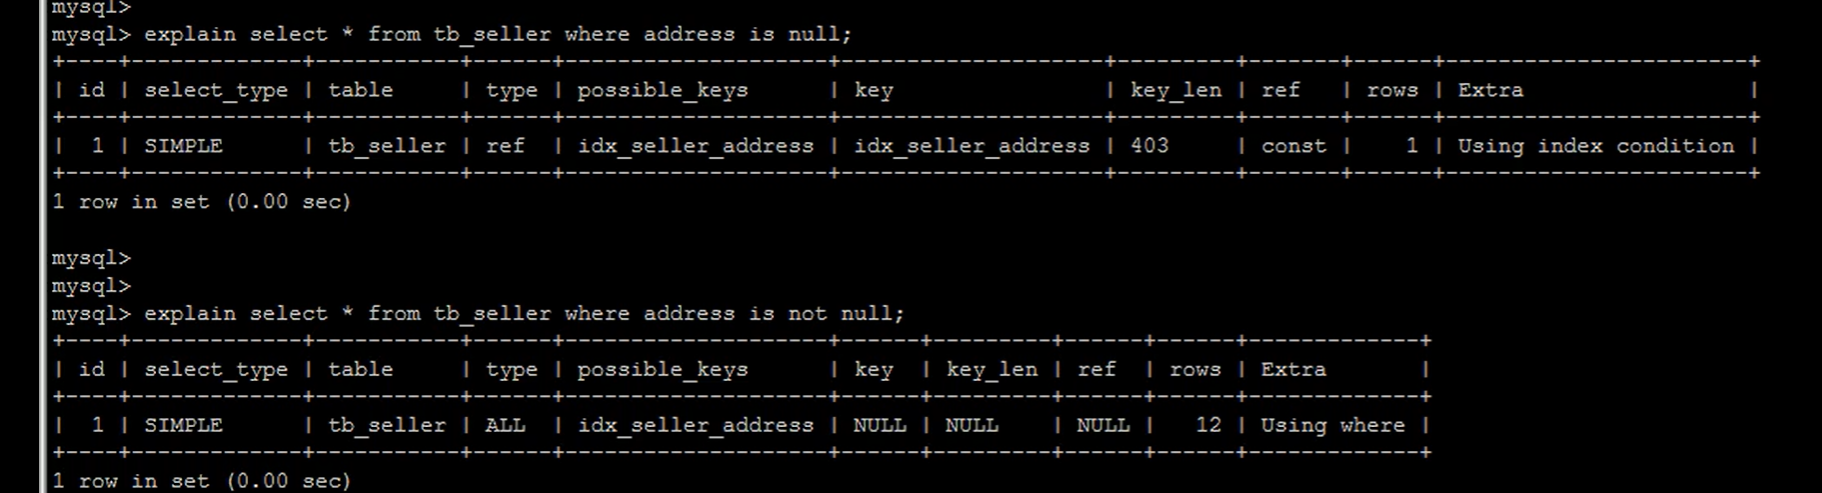 mysql>
mysql> explain select * from tb_seller where address is null;
+----+-------------+-----------+------+--------------------+--------------------+---------+-------+------+-----------------------+
| id | select_type | table     | type | possible_keys      | key                | key_len | ref   | rows | Extra                 |
+----+-------------+-----------+------+--------------------+--------------------+---------+-------+------+-----------------------+
|  1 | SIMPLE      | tb_seller | ref  | idx_seller_address | idx_seller_address | 403     | const |    1 | Using index condition |
+----+-------------+-----------+------+--------------------+--------------------+---------+-------+------+-----------------------+
1 row in set (0.00 sec)
mysql>
mysql>
mysql> explain select * from tb_seller where address is not null;
+----+-------------+-----------+------+--------------------+------+---------+------+------+-------------+
| id | select_type | table     | type | possible_keys      | key  | key_len | ref  | rows | Extra       |
+----+-------------+-----------+------+--------------------+------+---------+------+------+-------------+
|  1 | SIMPLE      | tb_seller | ALL  | idx_seller_address | NULL | NULL    | NULL |   12 | Using where |
+----+-------------+-----------+------+--------------------+------+---------+------+------+-------------+
1 row in set (0.00 sec)